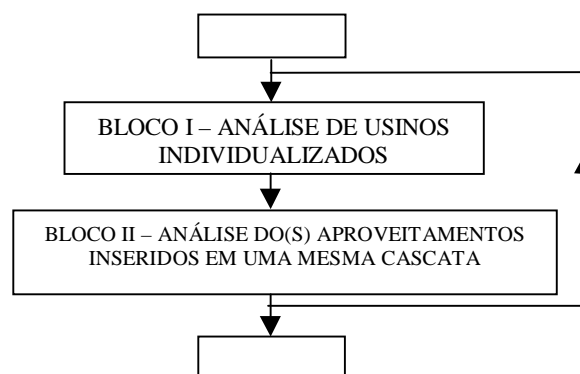 BLOCO I – ANÁLISE DE USINOS
INDIVIDUALIZADOS
BLOCO II – ANÁLISE DO(S) APROVEITAMENTOS
INSERIDOS EM UMA MESMA CASCATA